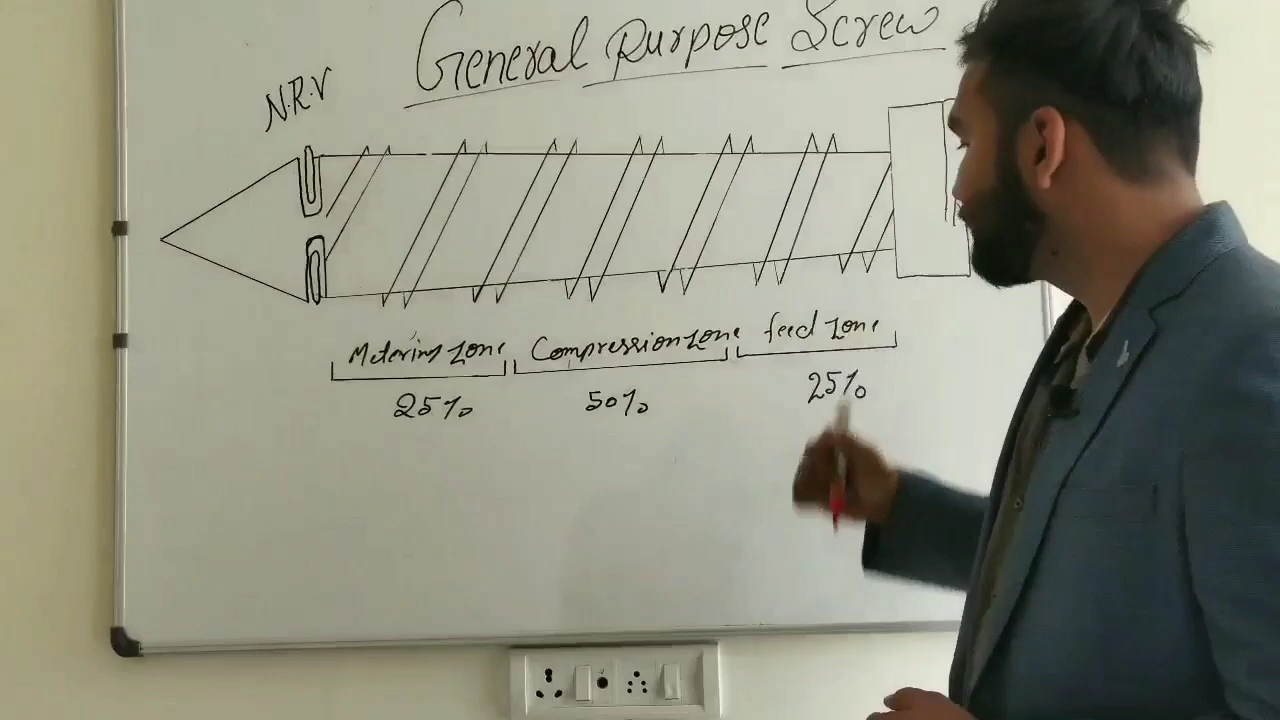 General Purpose Screw
N.R.V
Metering zone Compression zone feed zone
25% 50% 25%